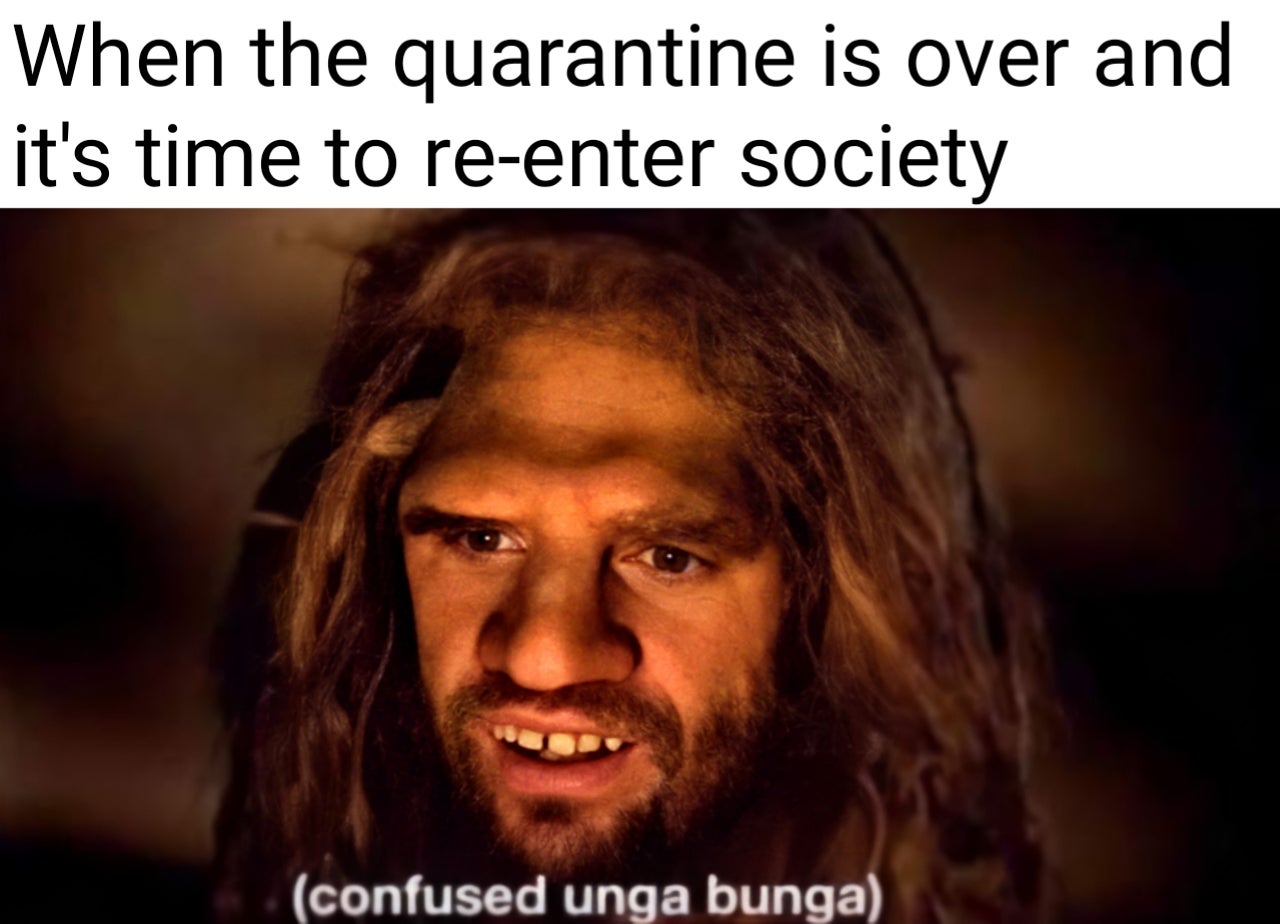 When the quarantine is over and
it's time to re-enter society
(confused unga bunga)